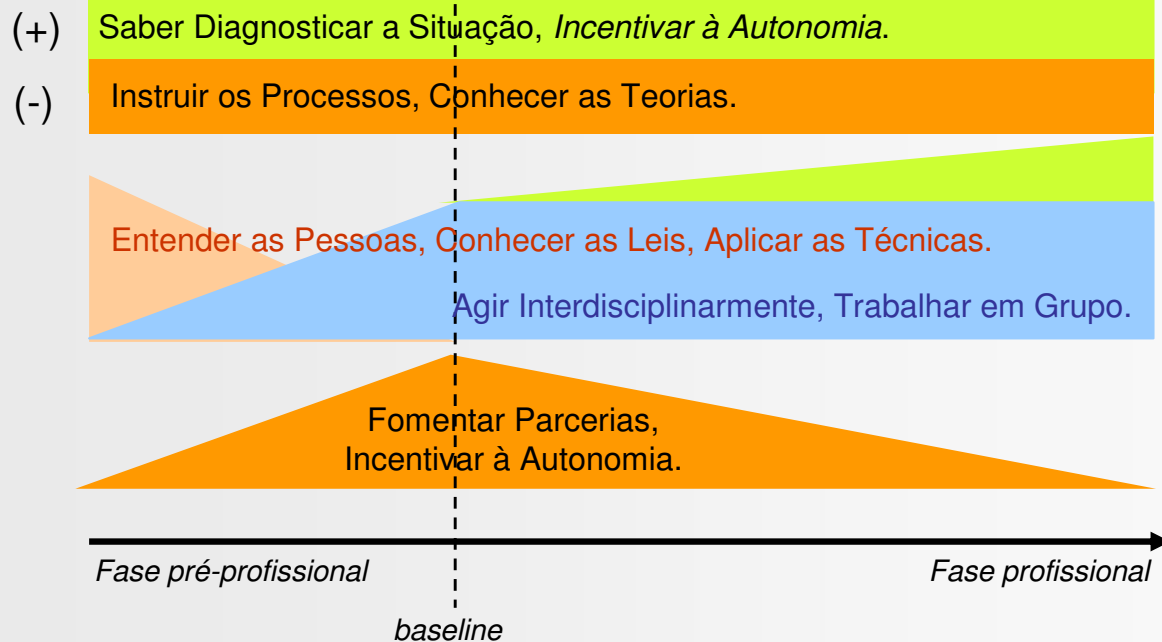 (+) Saber Diagnosticar a Situação, Incentivar à Autonomia.
(-) Instruir os Processos, Conhecer as Teorias.
Entender as Pessoas, Conhecer as Leis, Aplicar as Técnicas.
Agir Interdisciplinarmente, Trabalhar em Grupo.
Fomentar Parcerias,
Incentivar à Autonomia.
Fase pré-profissional
Fase profissional
baseline